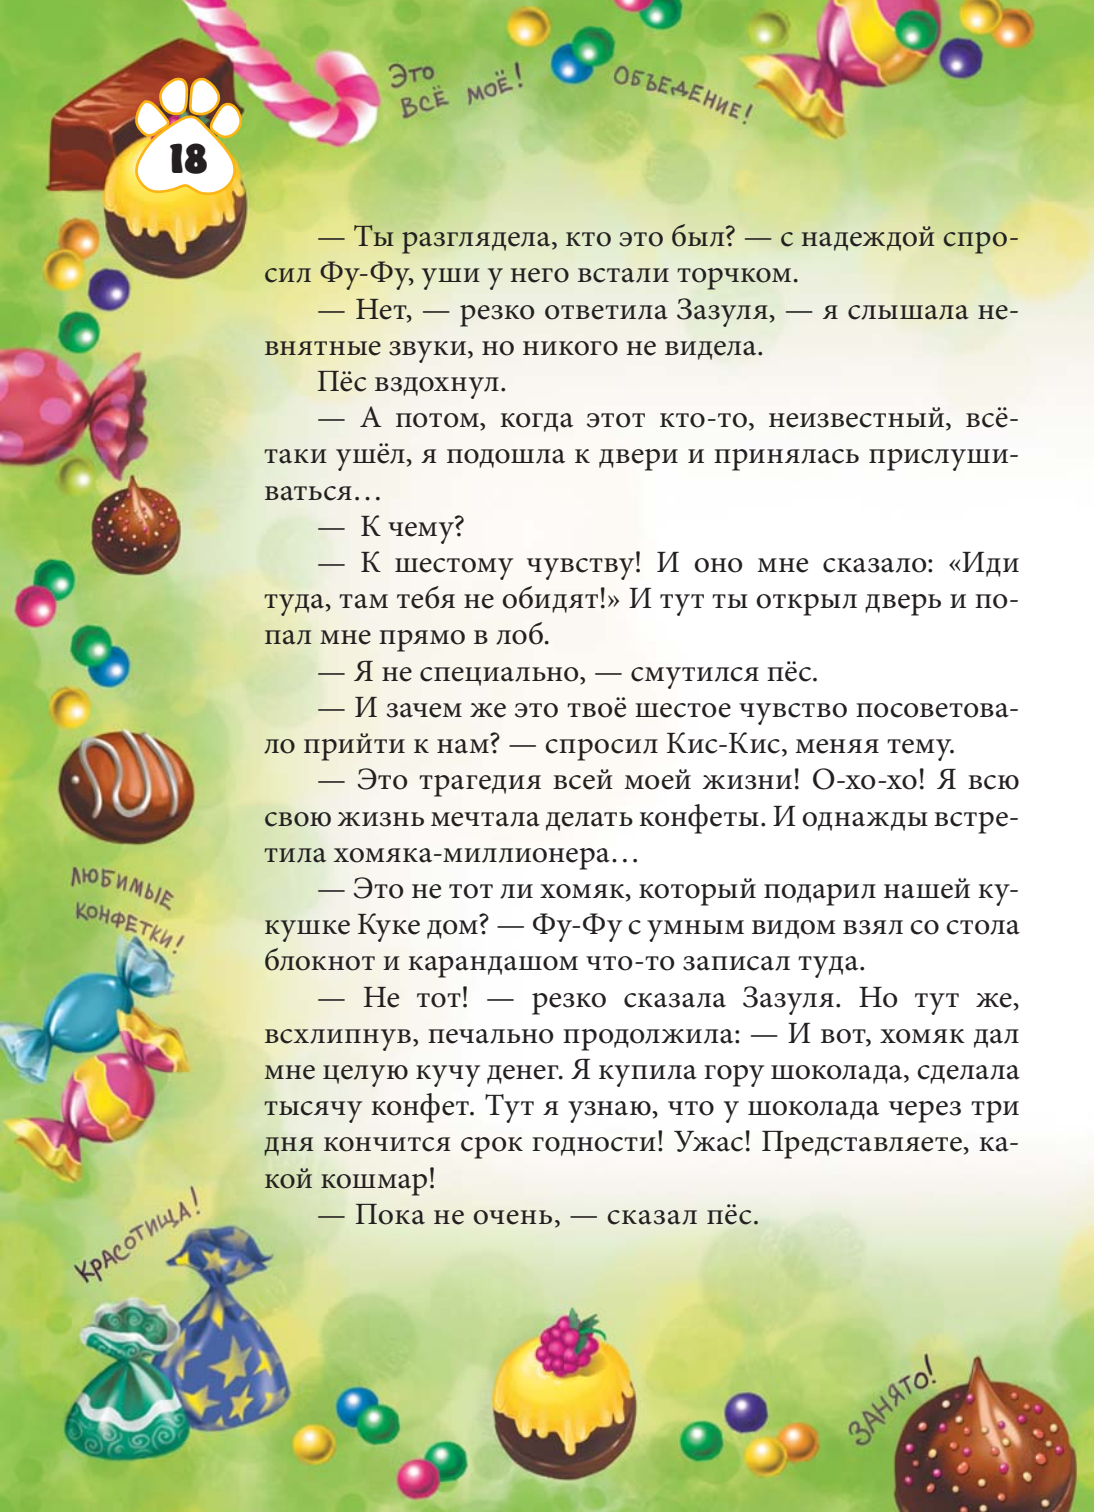 Это
ВСЁ МОЁ!
ОБЪЕДЕНИЕ!
18
— Ты разглядела, кто это был? — с надеждой спро-
сил Фу-Фу, уши у него встали торчком.
— Нет, — резко ответила Зазуля, — я слышала не-
внятные звуки, но никого не видела.
Пёс вздохнул.
— А потом, когда этот кто-то, неизвестный, всё-
таки ушёл, я подошла к двери и принялась прислуши-
ваться…
— К чему?
— К шестому чувству! И оно мне сказало: «Иди
туда, там тебя не обидят!» И тут ты открыл дверь и по-
пал мне прямо в лоб.
— Я не специально, — смутился пёс.
— И зачем же это твоё шестое чувство посоветова-
ло прийти к нам? — спросил Кис-Кис, меняя тему.
— Это трагедия всей моей жизни! О-хо-хо! Я всю
свою жизнь мечтала делать конфеты. И однажды встре-
тила хомяка-миллионера…
— Это не тот ли хомяк, который подарил нашей ку-
кушке Куке дом? — Фу-Фу с умным видом взял со стола
блокнот и карандашом что-то записал туда.
— Не тот! — резко сказала Зазуля. Но тут же,
всхлипнув, печально продолжила: — И вот, хомяк дал
мне целую кучу денег. Я купила гору шоколада, сделала
тысячу конфет. Тут я узнаю, что у шоколада через три
дня кончится срок годности! Ужас! Представляете, ка-
кой кошмар!
— Пока не очень, — сказал пёс.
ЛЮБИМЫЕ
КОНФЕТКИ!
КРАСОТИЩА!
ЗАНЯТО!